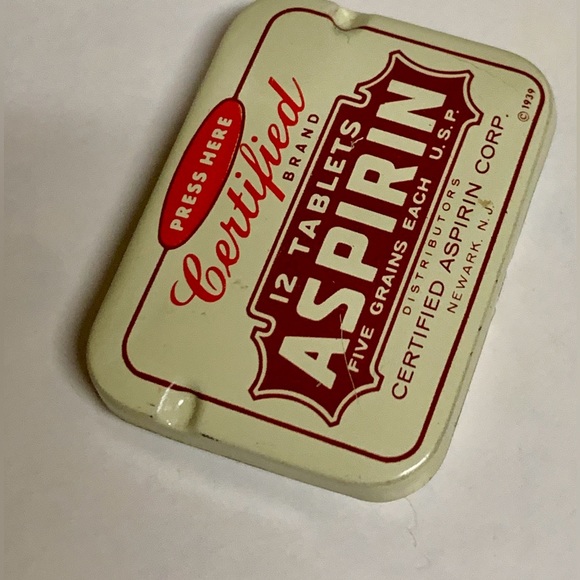 PRESS HERE
Certified
BRAND
12 TABLETS
ASPIRIN
FIVE GRAINS EACH U.S.P.
DISTRIBUTORS
CERTIFIED ASPIRIN CORP.
NEWARK, N.J.
© 1939